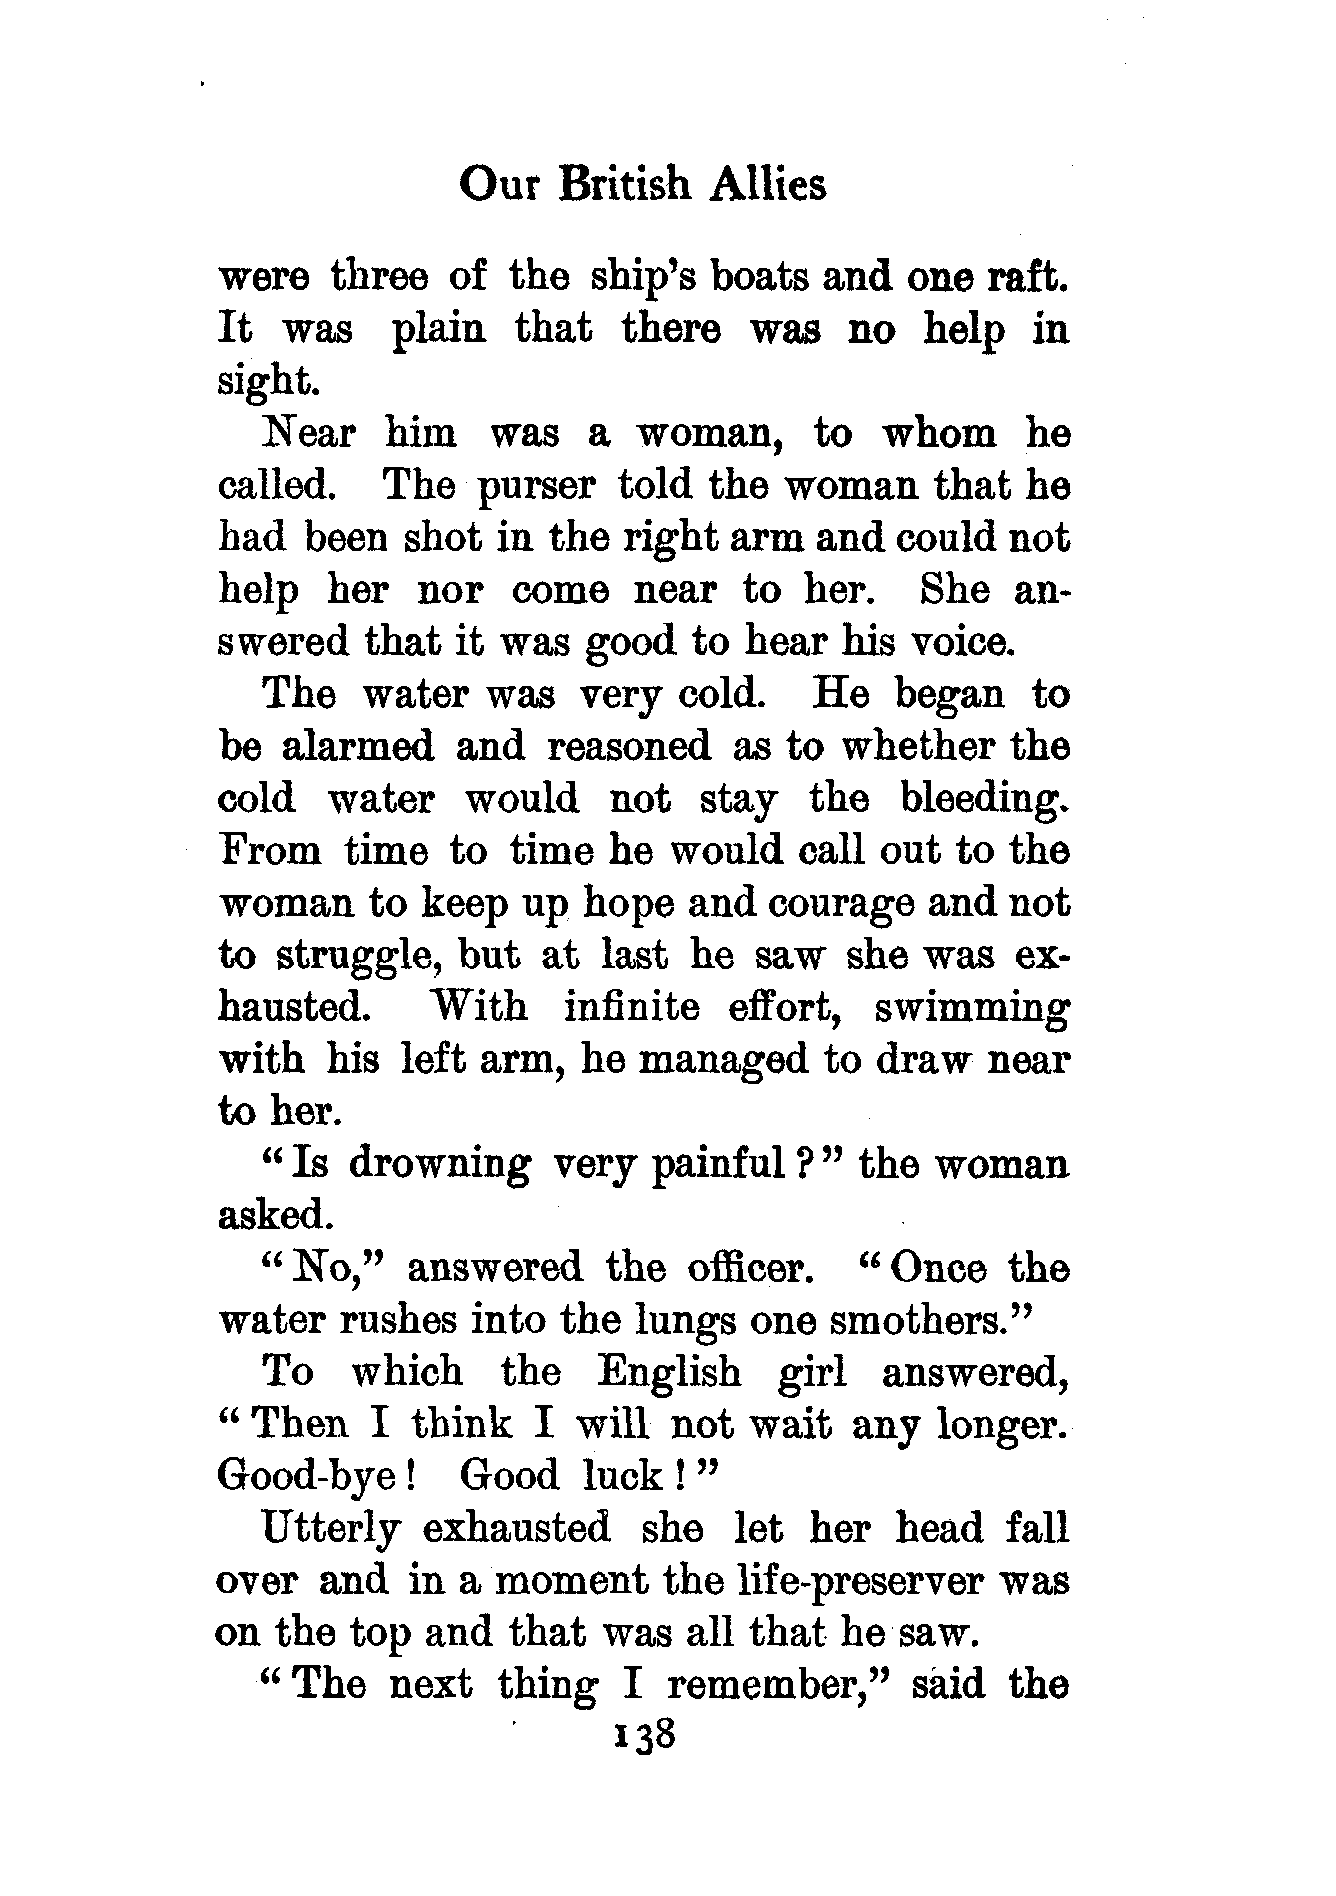 Our British Allies
were three of the ship's boats and one raft.
It was plain that there was no help in
sight.
Near him was a woman, to whom he
called. The purser told the woman that he
had been shot in the right arm and could not
help her nor come near to her. She an-
swered that it was good to hear his voice.
The water was very cold. He began to
be alarmed and reasoned as to whether the
cold water would not stay the bleeding.
From time to time he would call out to the
woman to keep up hope and courage and not
to struggle, but at last he saw she was ex-
hausted. With infinite effort, swimming
with his left arm, he managed to draw near
to her.
"Is drowning very painful?" the woman
asked.
"No," answered the officer. "Once the
water rushes into the lungs one smothers."
To which the English girl answered,
"Then I think I will not wait any longer.
Good-bye! Good luck!"
Utterly exhausted she let her head fall
over and in a moment the life-preserver was
on the top and that was all that he saw.
"The next thing I remember," said the
138